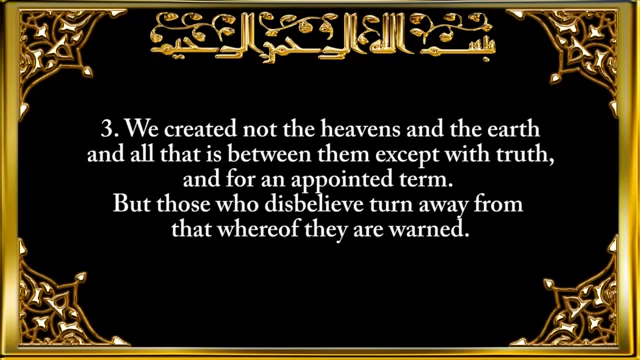 بسم الله الرحمن الرحيم
3. We created not the heavens and the earth
and all that is between them except with truth,
and for an appointed term.
But those who disbelieve turn away from
that whereof they are warned.